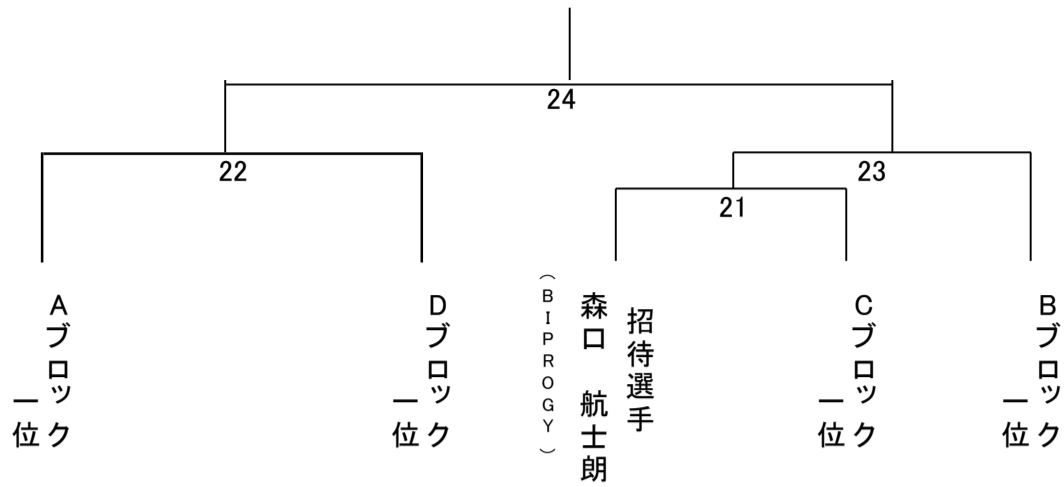 24
22
23
21
Aブロック
一位
Dブロック
一位
招待選手
森口 航士朗
(BIPROGY)
Cブロック
一位
Bブロック
一位